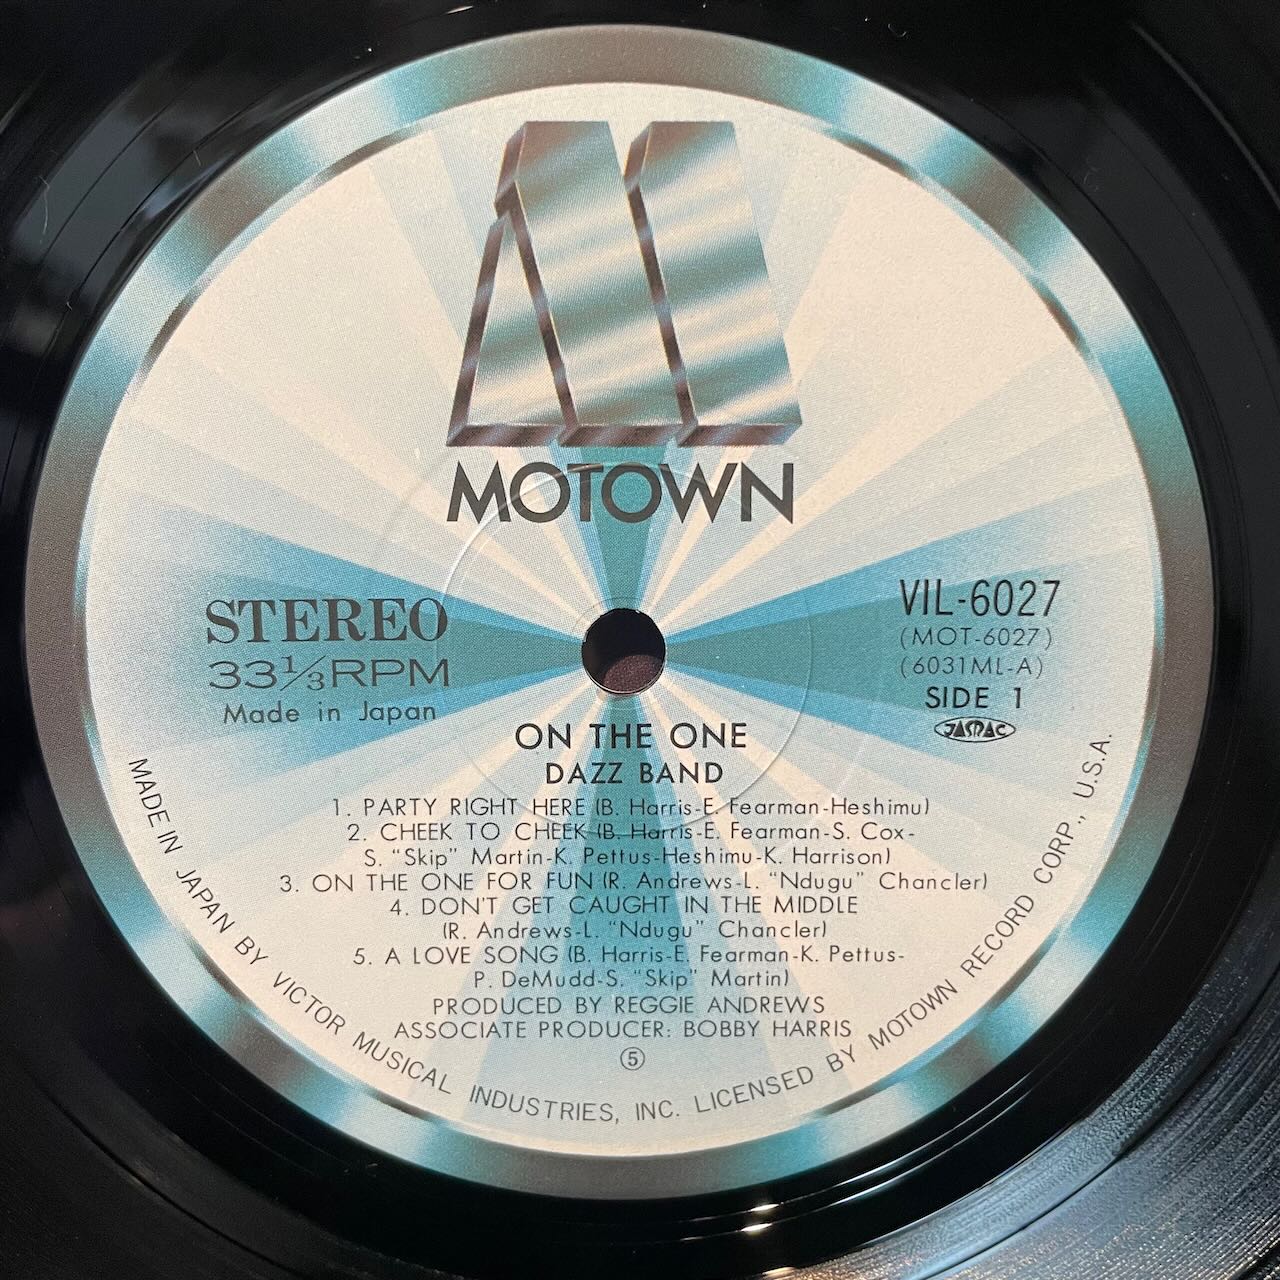 MOTOWN
STEREO
33⅓RPM
Made in Japan
VIL-6027
(MOT-6027)
(6031ML-A)
SIDE 1
JASRAC
ON THE ONE
DAZZ BAND
1. PARTY RIGHT HERE (B. Harris-E. Fearman-Heshimu)
2. CHEEK TO CHEEK (B. Harris-E. Fearman-S. Cox-
S. "Skip" Martin-K. Pettus-Heshimu-K. Harrison)
3. ON THE ONE FOR FUN (R. Andrews-L. "Ndugu" Chancler)
4. DON'T GET CAUGHT IN THE MIDDLE
(R. Andrews-L. "Ndugu" Chancler)
5. A LOVE SONG (B. Harris-E. Fearman-K. Pettus-
P. DeMudd-S. "Skip" Martin)
PRODUCED BY REGGIE ANDREWS
ASSOCIATE PRODUCER: BOBBY HARRIS
⑤
MADE IN JAPAN BY VICTOR MUSICAL INDUSTRIES, INC. LICENSED BY MOTOWN RECORD CORP., U.S.A.